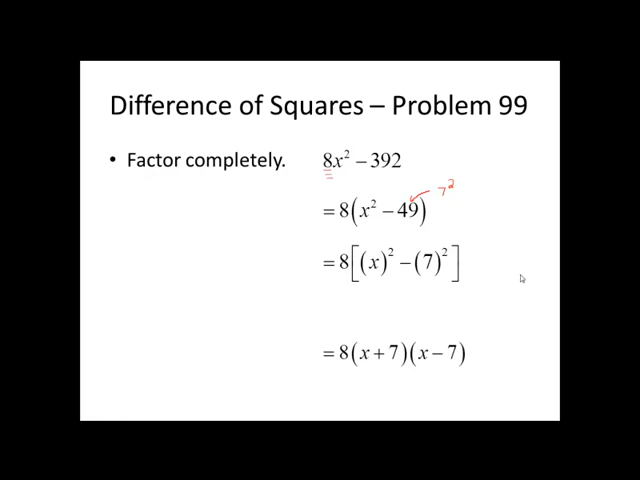 Difference of Squares – Problem 99
• Factor completely. 8x² − 392
7²
= 8(x² − 49)
= 8[(x)² − (7)²]
= 8(x + 7)(x − 7)